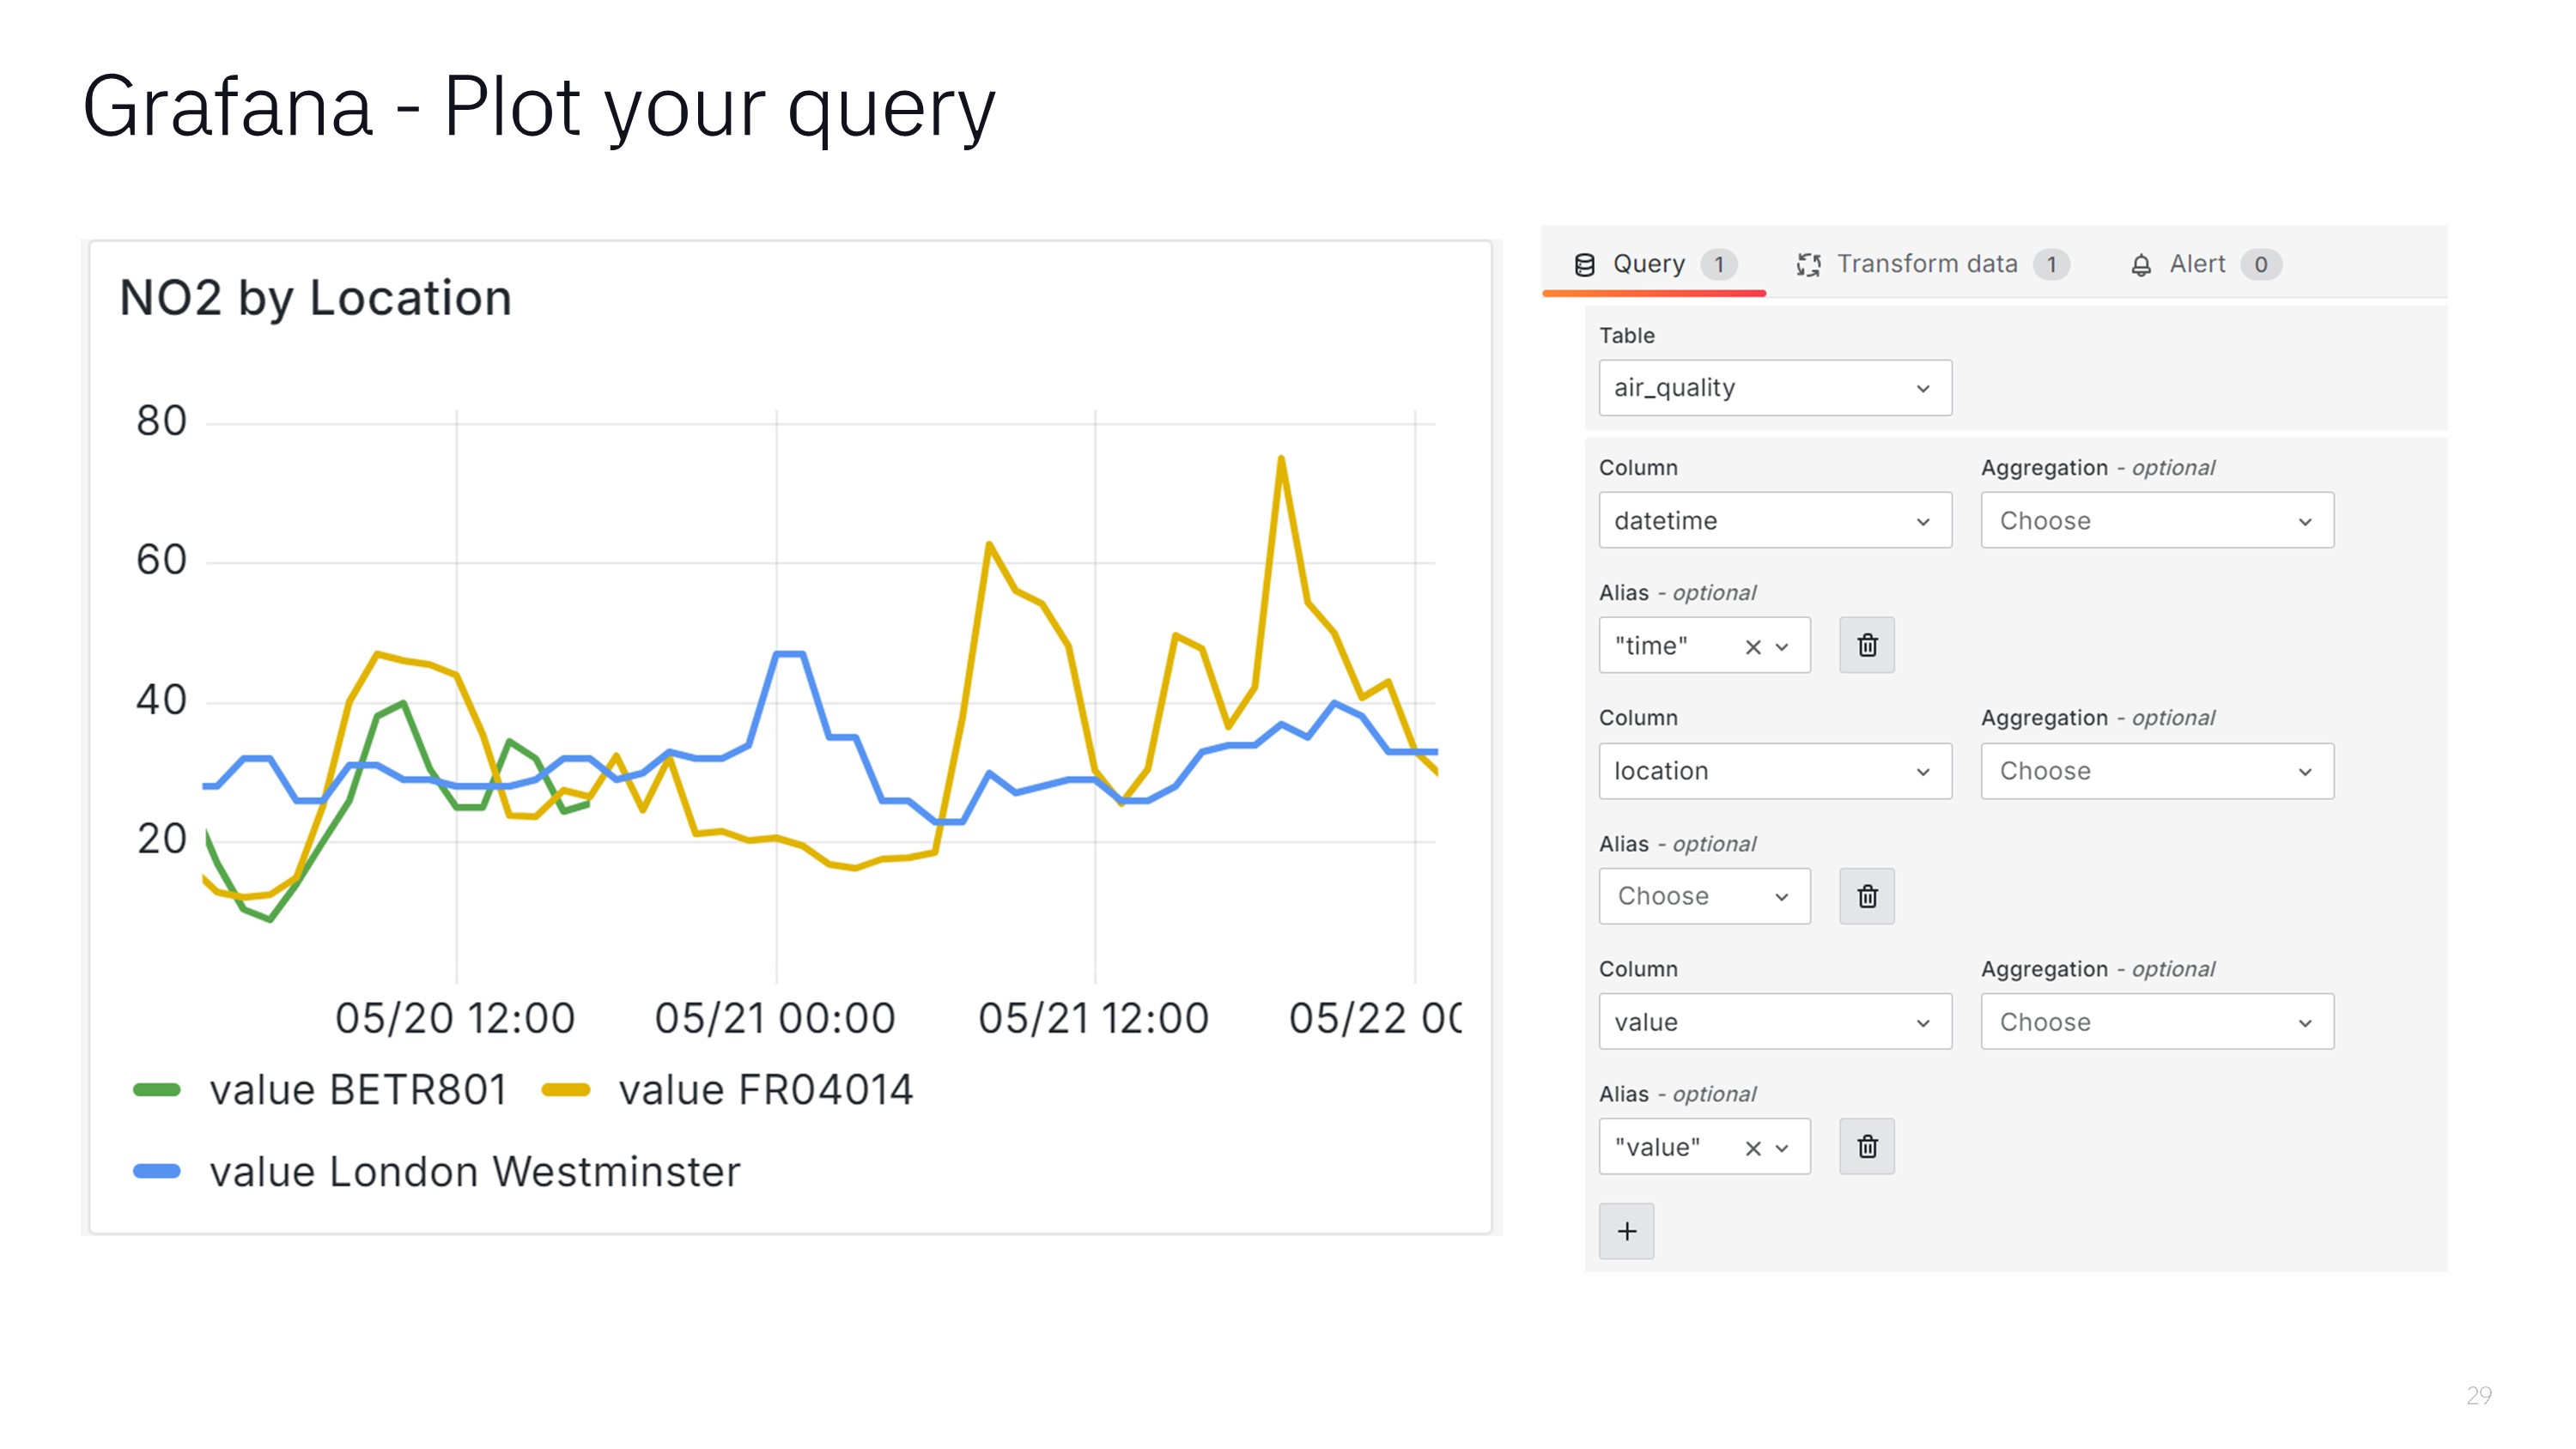 Grafana - Plot your query
NO2 by Location
80
60
40
20
05/20 12:00 05/21 00:00 05/21 12:00 05/22 0
value BETR801 value FR04014
value London Westminster
Query 1 Transform data 1 Alert 0
Table
air_quality
Column Aggregation - optional
datetime Choose
Alias - optional
"time"
Column Aggregation - optional
location Choose
Alias - optional
Choose
Column Aggregation - optional
value Choose
Alias - optional
"value"
+
29